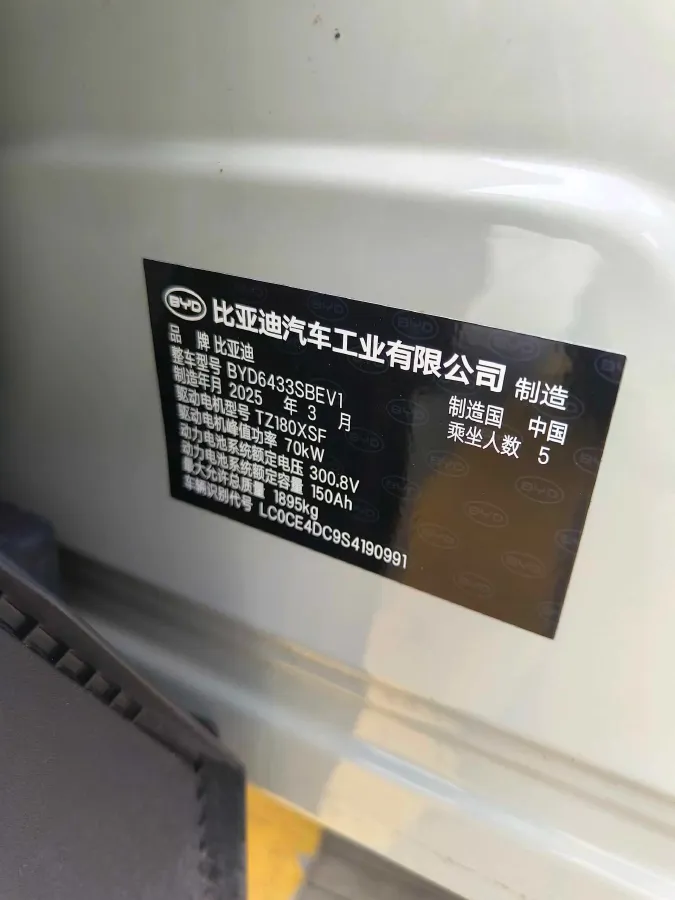 BYD 比亚迪汽车工业有限公司 制造
品 牌 比亚迪
整车型号 BYD6433SBEV1
制造国 中国
制造年月 2025 年 3 月
乘坐人数 5
驱动电机型号 TZ180XSF
驱动电机峰值功率 70kW
动力电池系统额定电压 300.8V
动力电池系统额定容量 150Ah
最大允许总质量 1895kg
车辆识别代号 LC0CE4DC9S4190991